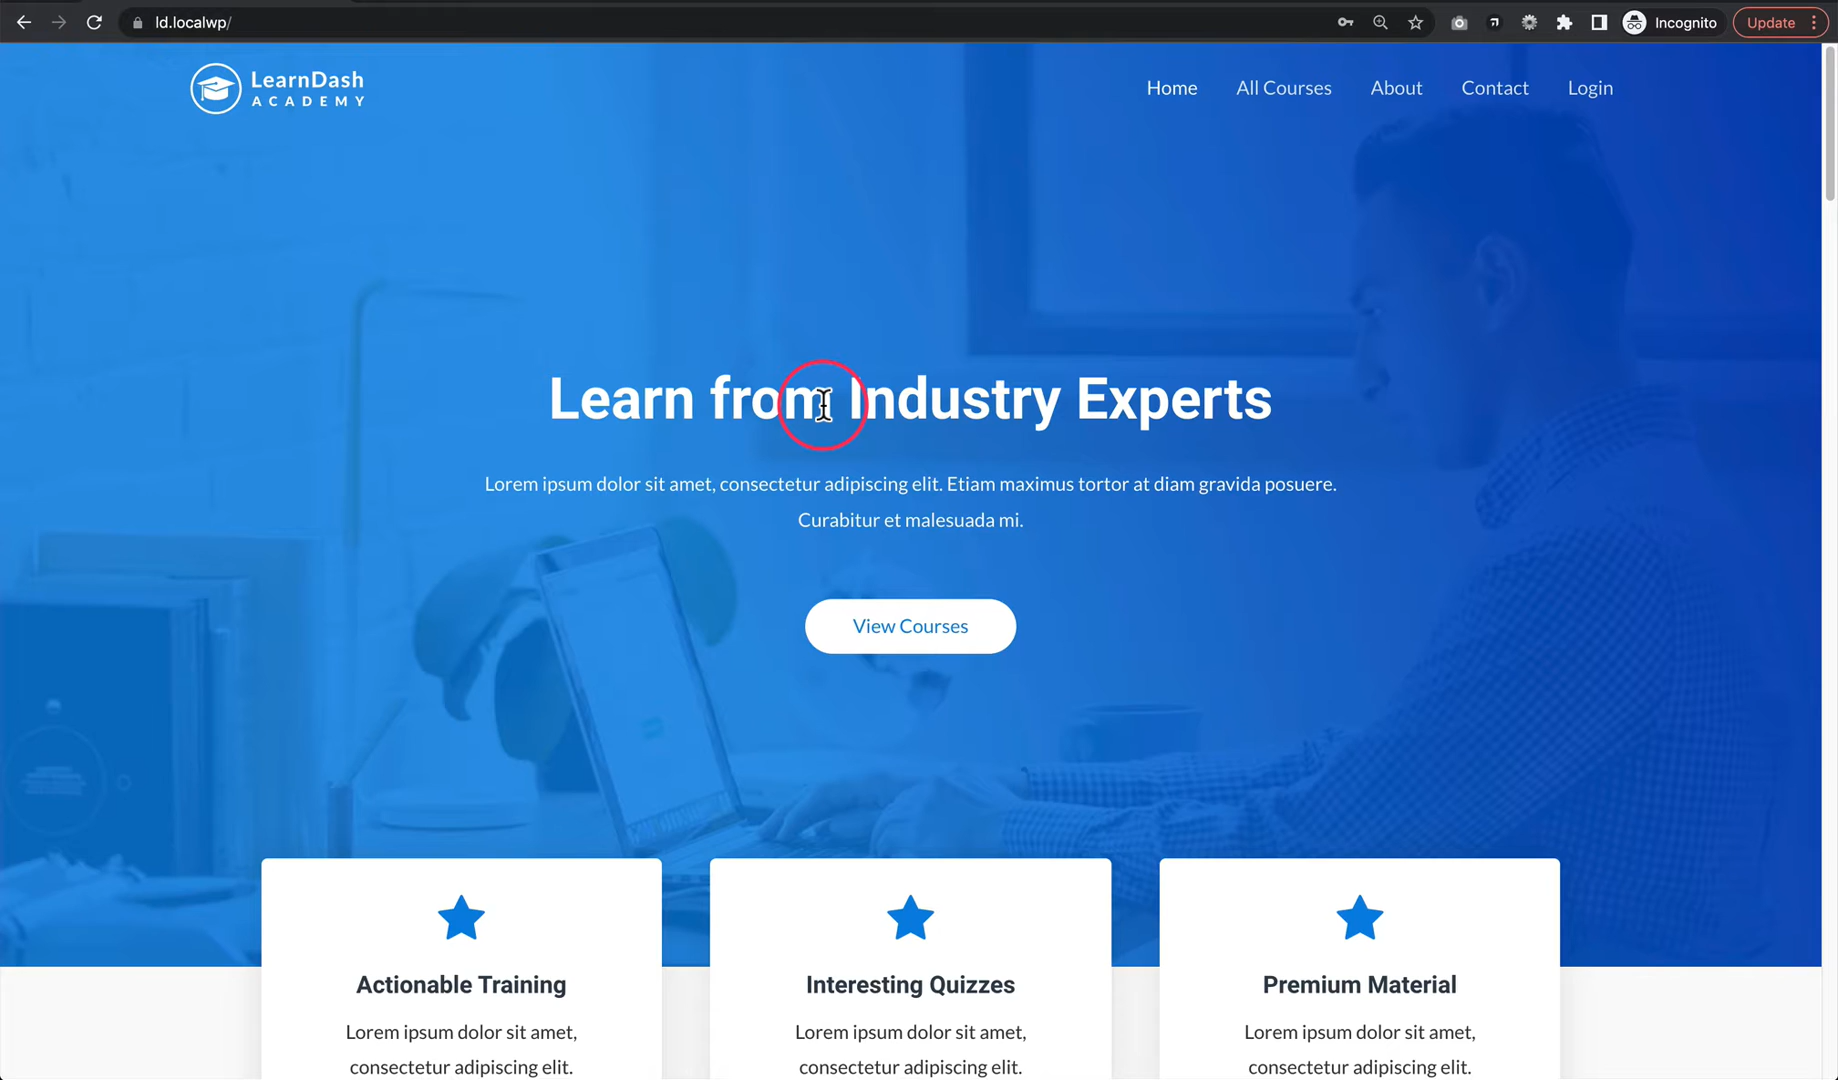 ld.localwp/
Incognito
Update
LearnDash
ACADEMY
Home
All Courses
About
Contact
Login
Learn from Industry Experts
Lorem ipsum dolor sit amet, consectetur adipiscing elit. Etiam maximus tortor at diam gravida posuere.
Curabitur et malesuada mi.
View Courses
Actionable Training
Lorem ipsum dolor sit amet,
consectetur adipiscing elit.
Interesting Quizzes
Lorem ipsum dolor sit amet,
consectetur adipiscing elit.
Premium Material
Lorem ipsum dolor sit amet,
consectetur adipiscing elit.